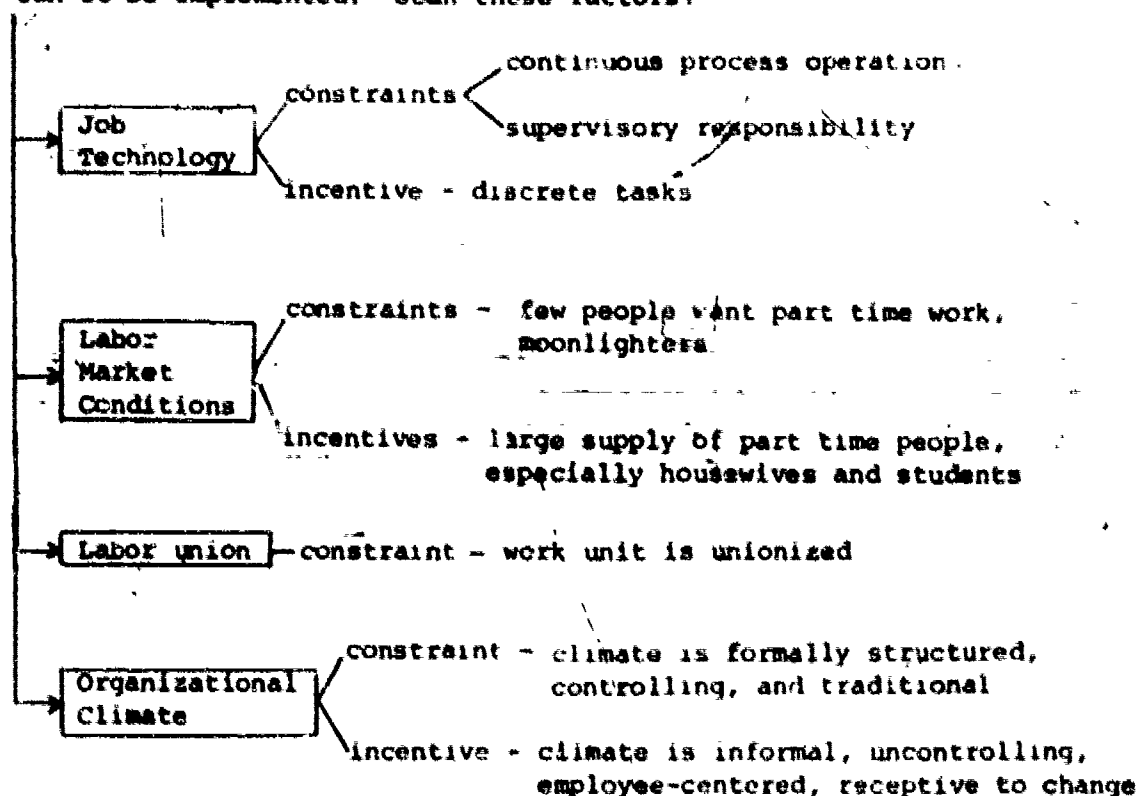 continuous process operation
constraints
supervisory responsibility
Job
Technology
incentive - discrete tasks
constraints - few people want part time work,
moonlighters
Labor
Market
Conditions
incentives - large supply of part time people,
especially housewives and students
Labor union
constraint - work unit is unionized
constraint - climate is formally structured,
controlling, and traditional
Organizational
Climate
incentive - climate is informal, uncontrolling,
employee-centered, receptive to change